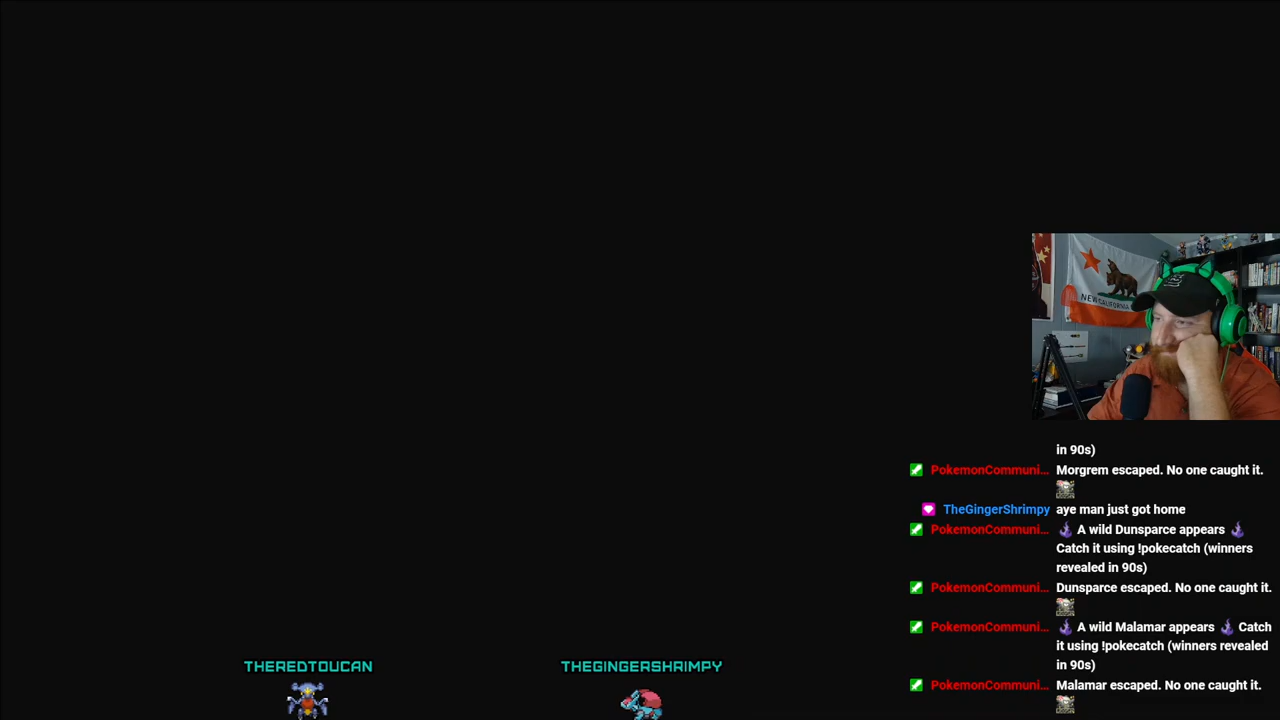 NEW CALIFORNIA
in 90s)
PokemonCommuni... Morgrem escaped. No one caught it.
TheGingerShrimpy aye man just got home
PokemonCommuni... A wild Dunsparce appears
Catch it using !pokecatch (winners
revealed in 90s)
PokemonCommuni... Dunsparce escaped. No one caught it.
PokemonCommuni... A wild Malamar appears Catch
it using !pokecatch (winners revealed
in 90s)
PokemonCommuni... Malamar escaped. No one caught it.
THEREDTOUCAN THEGINGERSHRIMPY